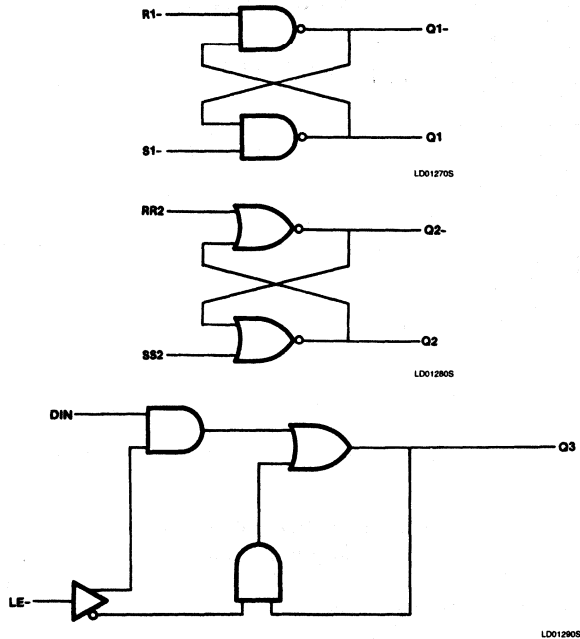 R1-
Q1-
Q1
S1-
LD01270S
RR2
Q2-
Q2
SS2
LD01280S
DIN
Q3
LE-
LD01290S